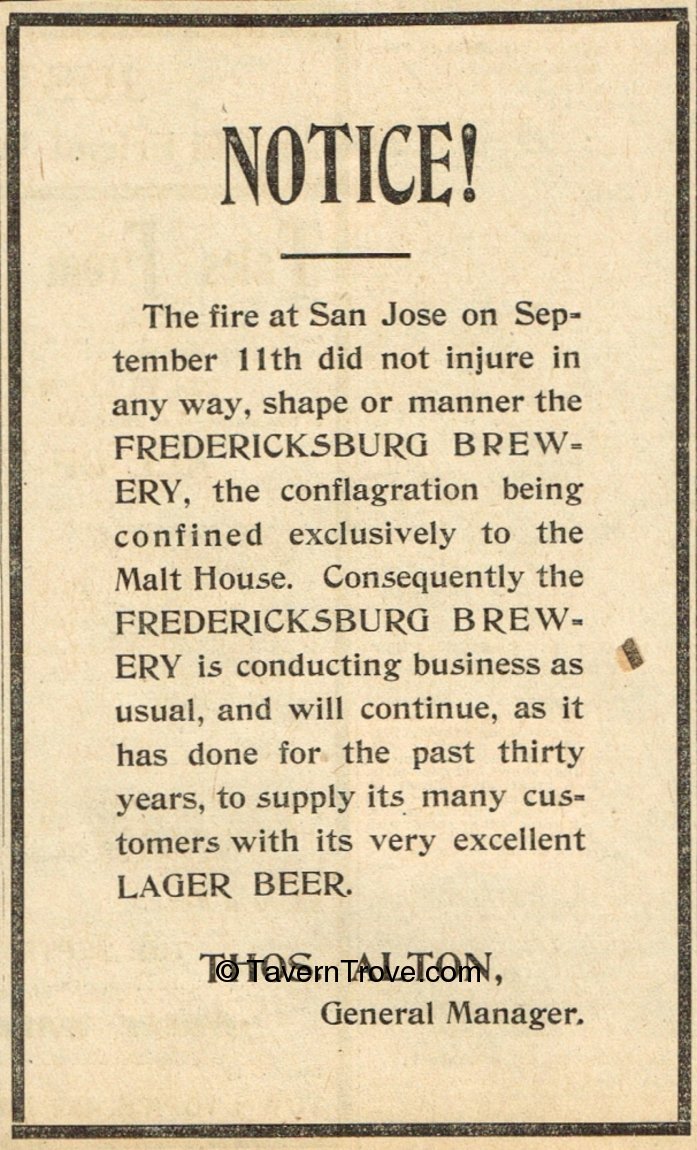 NOTICE!
The fire at San Jose on Sep-
tember 11th did not injure in
any way, shape or manner the
FREDERICKSBURG BREW-
ERY, the conflagration being
confined exclusively to the
Malt House. Consequently the
FREDERICKSBURG BREW-
ERY is conducting business as
usual, and will continue, as it
has done for the past thirty
years, to supply its many cus-
tomers with its very excellent
LAGER BEER.
THOS. ALTON,
© TavernTrove.com
General Manager.